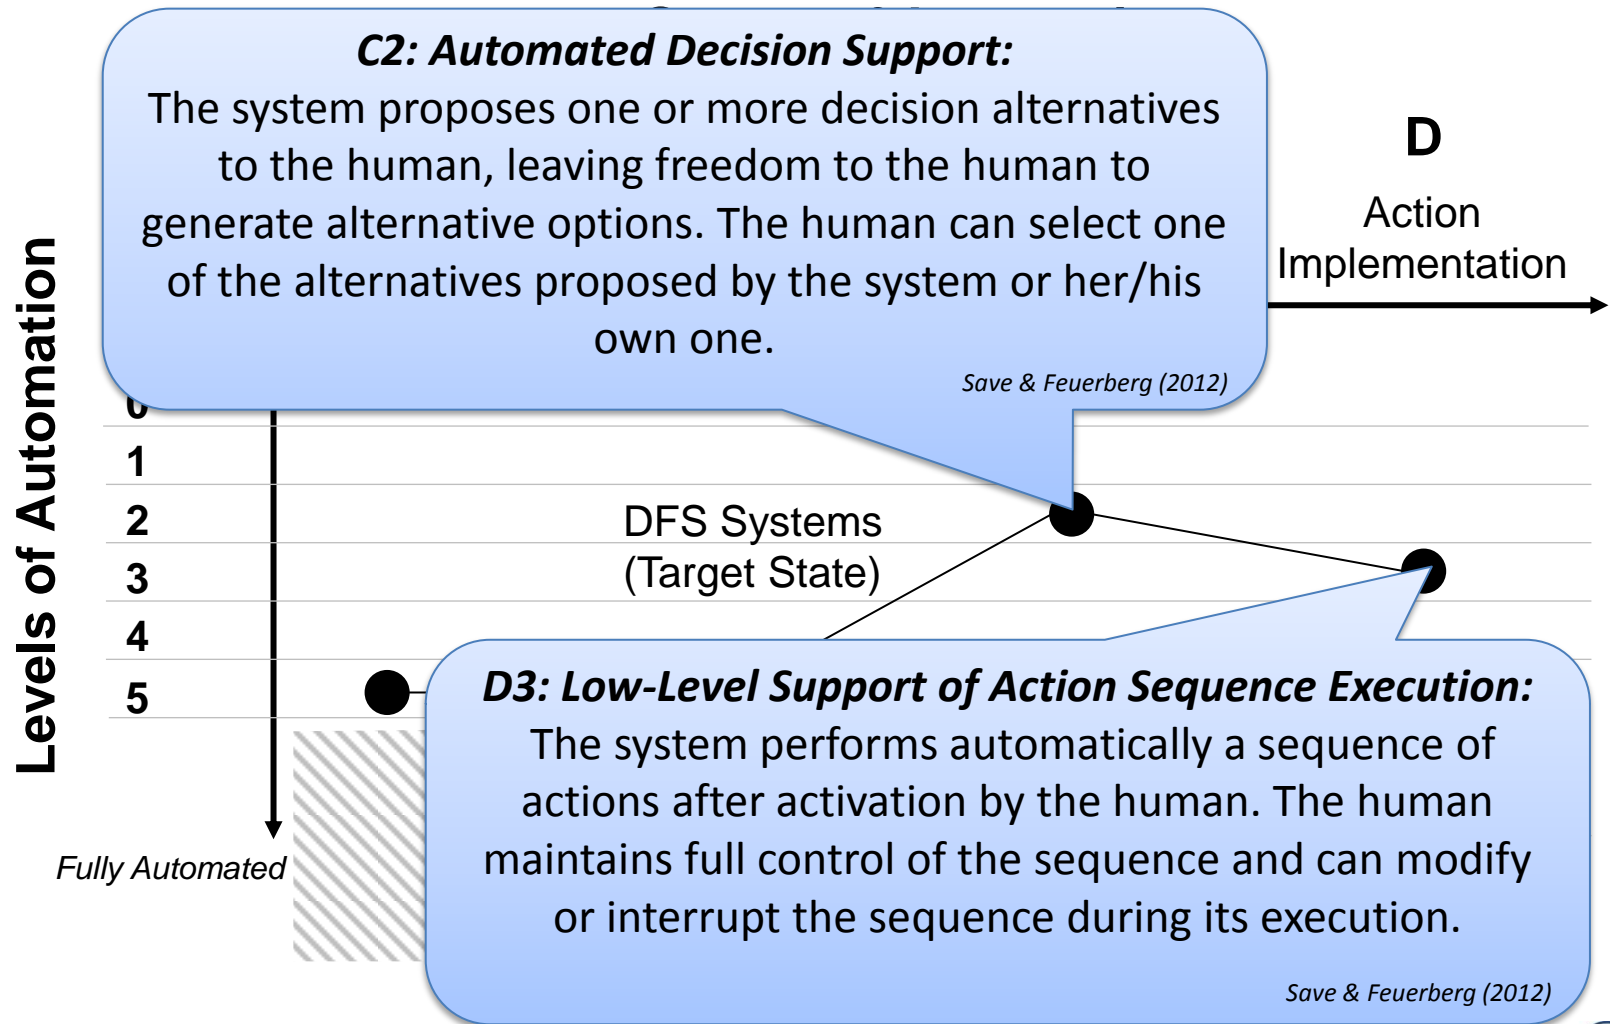 C2: Automated Decision Support:
The system proposes one or more decision alternatives
to the human, leaving freedom to the human to
generate alternative options. The human can select one
of the alternatives proposed by the system or her/his
own one.
Save & Feuerberg (2012)
D
Action
Implementation
Levels of Automation
0
1
2
3
4
5
DFS Systems
(Target State)
Fully Automated
D3: Low-Level Support of Action Sequence Execution:
The system performs automatically a sequence of
actions after activation by the human. The human
maintains full control of the sequence and can modify
or interrupt the sequence during its execution.
Save & Feuerberg (2012)